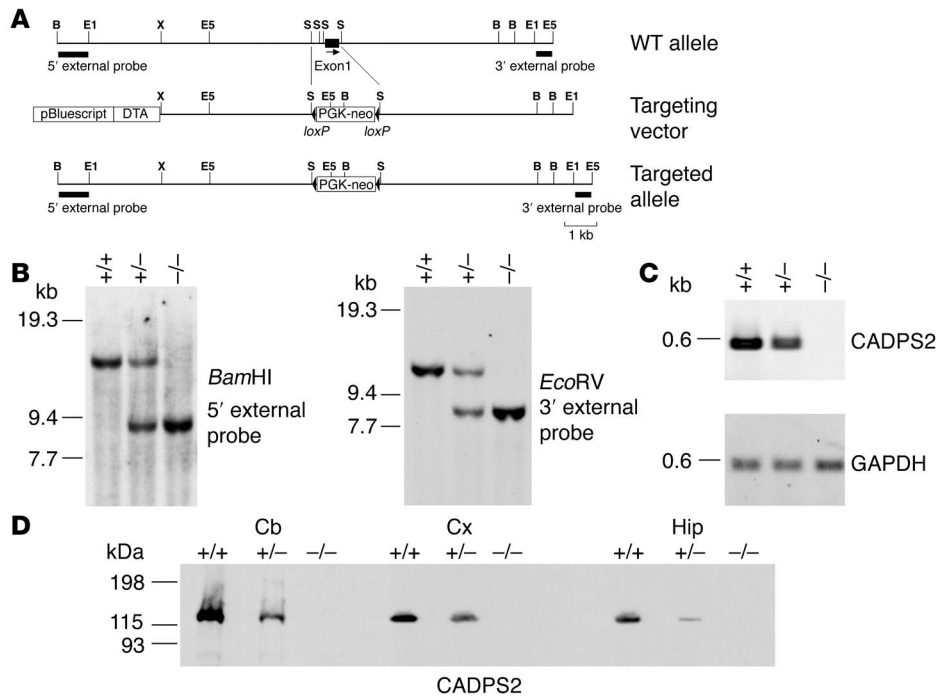 A
B E1 X E5 S SS S S B B E1 E5
WT allele
5′ external probe Exon1 3′ external probe
X E5 S E5 B S B B E1
pBluescript DTA PGK-neo
Targeting
vector
loxP loxP
B E1 X E5 S E5 B S B B E1 E5
PGK-neo
Targeted
allele
5′ external probe 3′ external probe
1 kb
B
+/+ +/– –/–
kb
19.3
9.4
7.7
BamHI
5′ external
probe
+/+ +/– –/–
kb
19.3
9.4
7.7
EcoRV
3′ external
probe
C
+/+ +/– –/–
kb
0.6
CADPS2
0.6
GAPDH
D
Cb Cx Hip
kDa +/+ +/– –/– +/+ +/– –/– +/+ +/– –/–
198
115
93
CADPS2